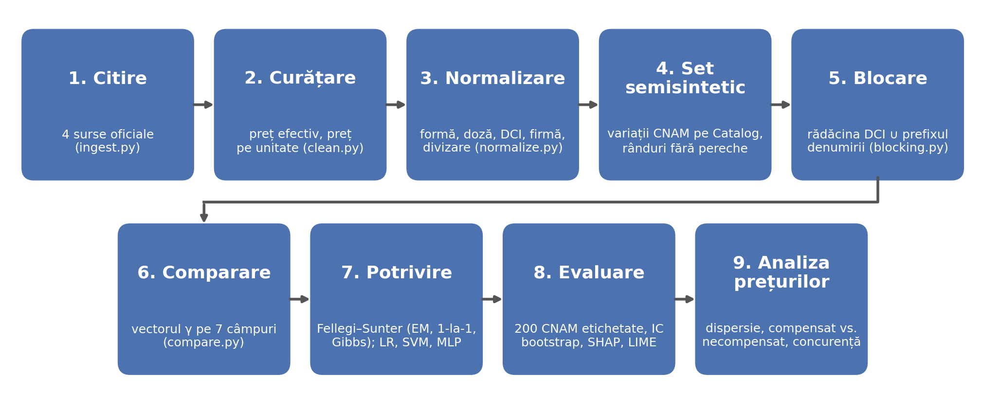 1. Citire
4 surse oficiale
(ingest.py)
2. Curățare
preț efectiv, preț
pe unitate (clean.py)
3. Normalizare
formă, doză, DCI, firmă,
divizare (normalize.py)
4. Set
semisintetic
variații CNAM pe Catalog,
rânduri fără pereche
5. Blocare
rădăcina DCI ∪ prefixul
denumirii (blocking.py)
6. Comparare
vectorul γ pe 7 câmpuri
(compare.py)
7. Potrivire
Fellegi–Sunter (EM, 1-la-1,
Gibbs); LR, SVM, MLP
8. Evaluare
200 CNAM etichetate, IC
bootstrap, SHAP, LIME
9. Analiza
prețurilor
dispersie, compensat vs.
necompensat, concurență